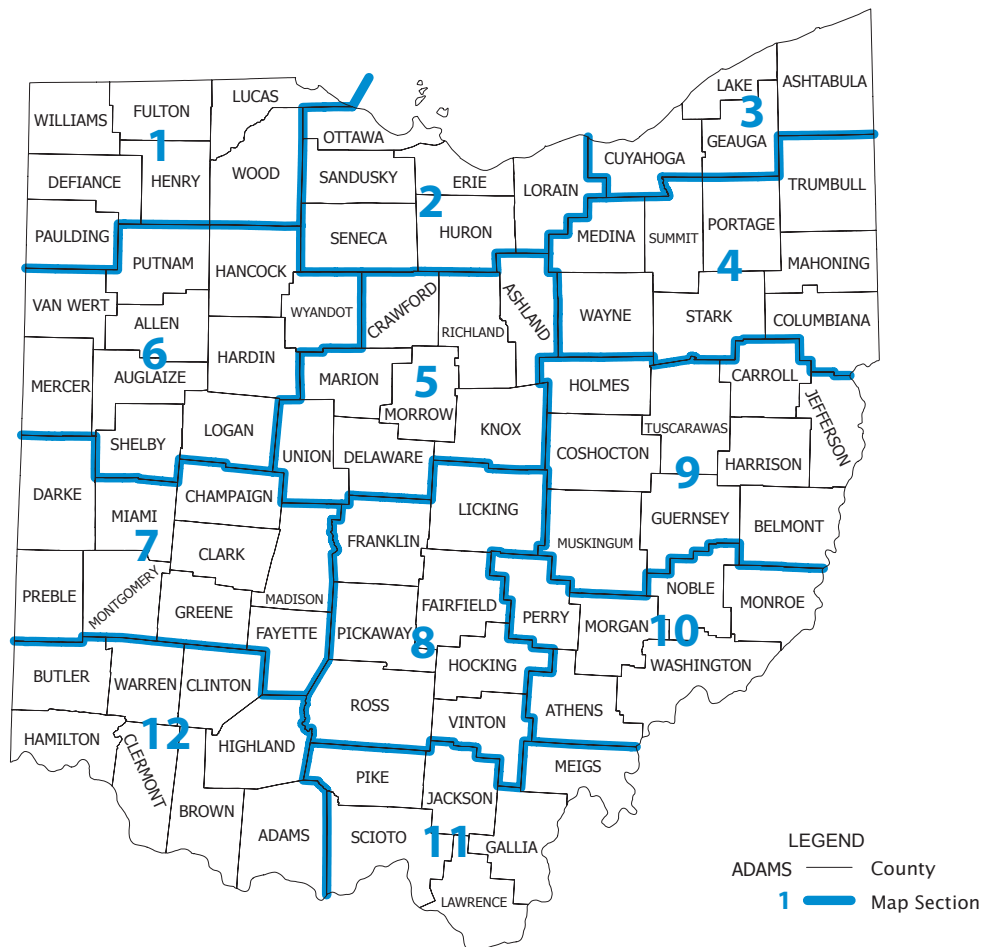 LAKE
ASHTABULA
LUCAS
FULTON
3
WILLIAMS
OTTAWA
GEAUGA
1
CUYAHOGA
WOOD
SANDUSKY
ERIE
LORAIN
DEFIANCE
HENRY
TRUMBULL
2
PORTAGE
PAULDING
SENECA
HURON
MEDINA
SUMMIT
PUTNAM
4
MAHONING
HANCOCK
VAN WERT
WYANDOT
CRAWFORD
ASHLAND
ALLEN
RICHLAND
WAYNE
STARK
COLUMBIANA
6
HARDIN
AUGLAIZE
MARION
5
HOLMES
CARROLL
MERCER
MORROW
JEFFERSON
LOGAN
KNOX
TUSCARAWAS
SHELBY
UNION
DELAWARE
COSHOCTON
HARRISON
9
DARKE
CHAMPAIGN
LICKING
MIAMI
GUERNSEY
BELMONT
7
FRANKLIN
MUSKINGUM
CLARK
NOBLE
PREBLE
MONTGOMERY
MADISON
MONROE
GREENE
FAIRFIELD
PERRY
FAYETTE
PICKAWAY
MORGAN
10
8
HOCKING
WASHINGTON
BUTLER
WARREN
CLINTON
ROSS
ATHENS
VINTON
HAMILTON
12
HIGHLAND
CLERMONT
MEIGS
PIKE
JACKSON
BROWN
ADAMS
SCIOTO
11
GALLIA
LAWRENCE
LEGEND
ADAMS County
1 Map Section